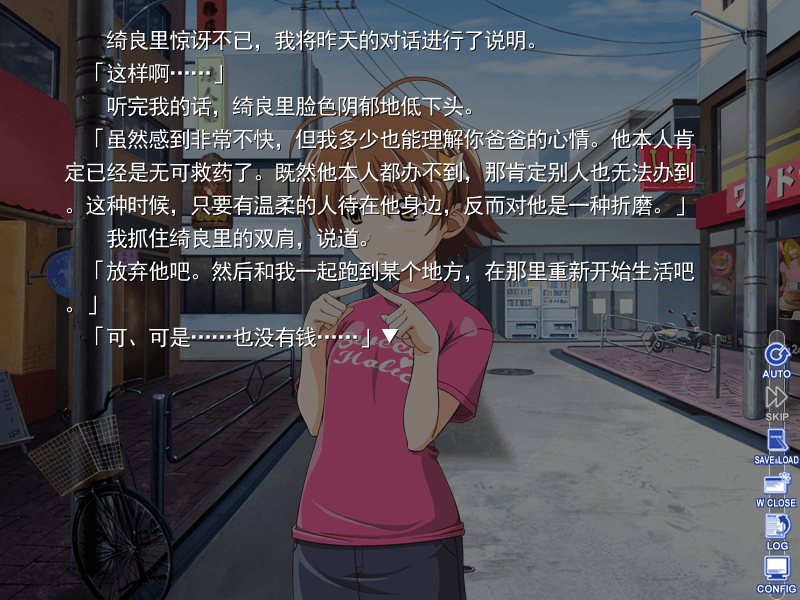 绮良里惊讶不已，我将昨天的对话进行了说明。
「这样啊……」
听完我的话，绮良里脸色阴郁地低下头。
「虽然感到非常不快，但我多少也能理解你爸爸的心情。他本人肯
定已经是无可救药了。既然他本人都办不到，那肯定别人也无法办到
。这种时候，只要有温柔的人待在他身边，反而对他是一种折磨。」
我抓住绮良里的双肩，说道。
「放弃他吧。然后和我一起跑到某个地方，在那里重新开始生活吧
。」
「可、可是……也没有钱……」▼
Holic
ワンド
AUTO
SKIP
SAVE&LOAD
W CLOSE
LOG
CONFIG